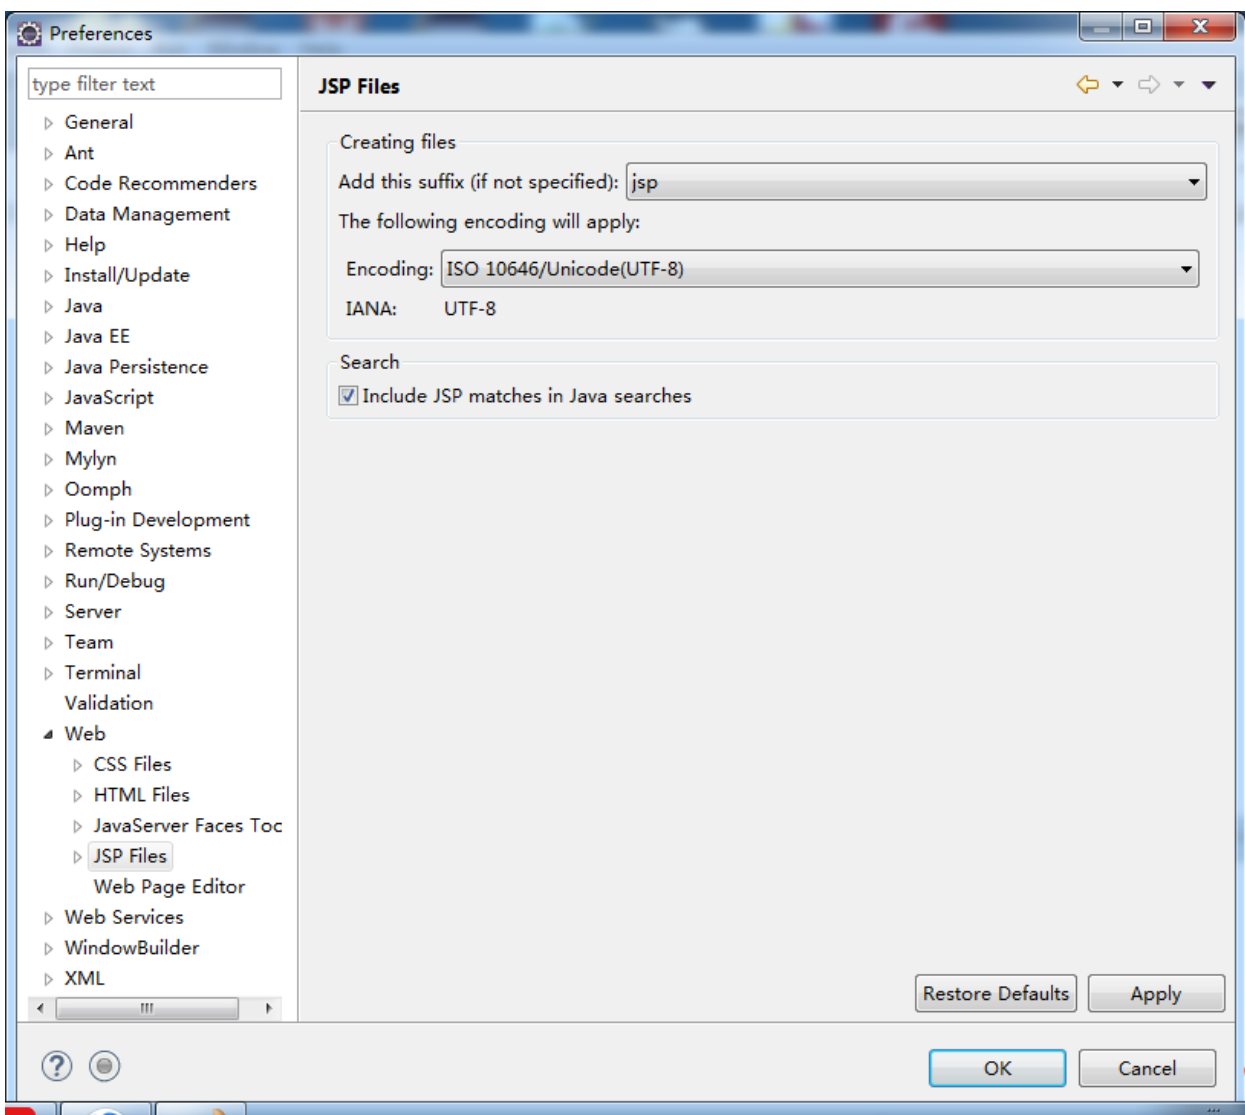 Preferences
type filter text
JSP Files
General
Ant
Code Recommenders
Data Management
Help
Install/Update
Java
Java EE
Java Persistence
JavaScript
Maven
Mylyn
Oomph
Plug-in Development
Remote Systems
Run/Debug
Server
Team
Terminal
Validation
Web
CSS Files
HTML Files
JavaServer Faces Toc
JSP Files
Web Page Editor
Web Services
WindowBuilder
XML
Creating files
Add this suffix (if not specified): jsp
The following encoding will apply:
Encoding: ISO 10646/Unicode(UTF-8)
IANA: UTF-8
Search
Include JSP matches in Java searches
Restore Defaults Apply
OK Cancel